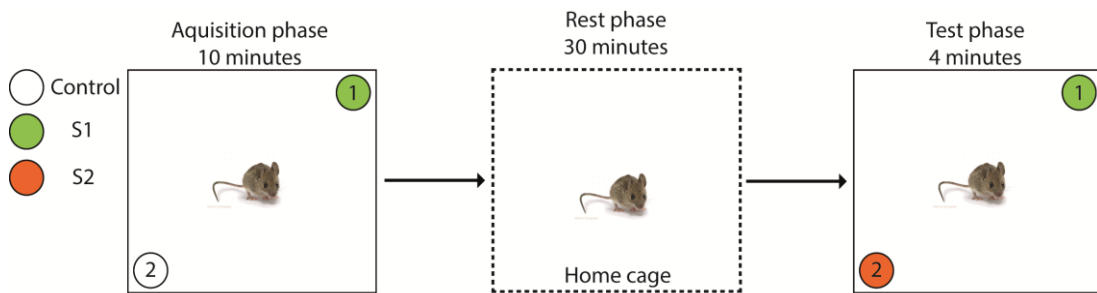 Aquisition phase
10 minutes
Rest phase
30 minutes
Test phase
4 minutes
Control
S1
S2
1
2
Home cage
1
2